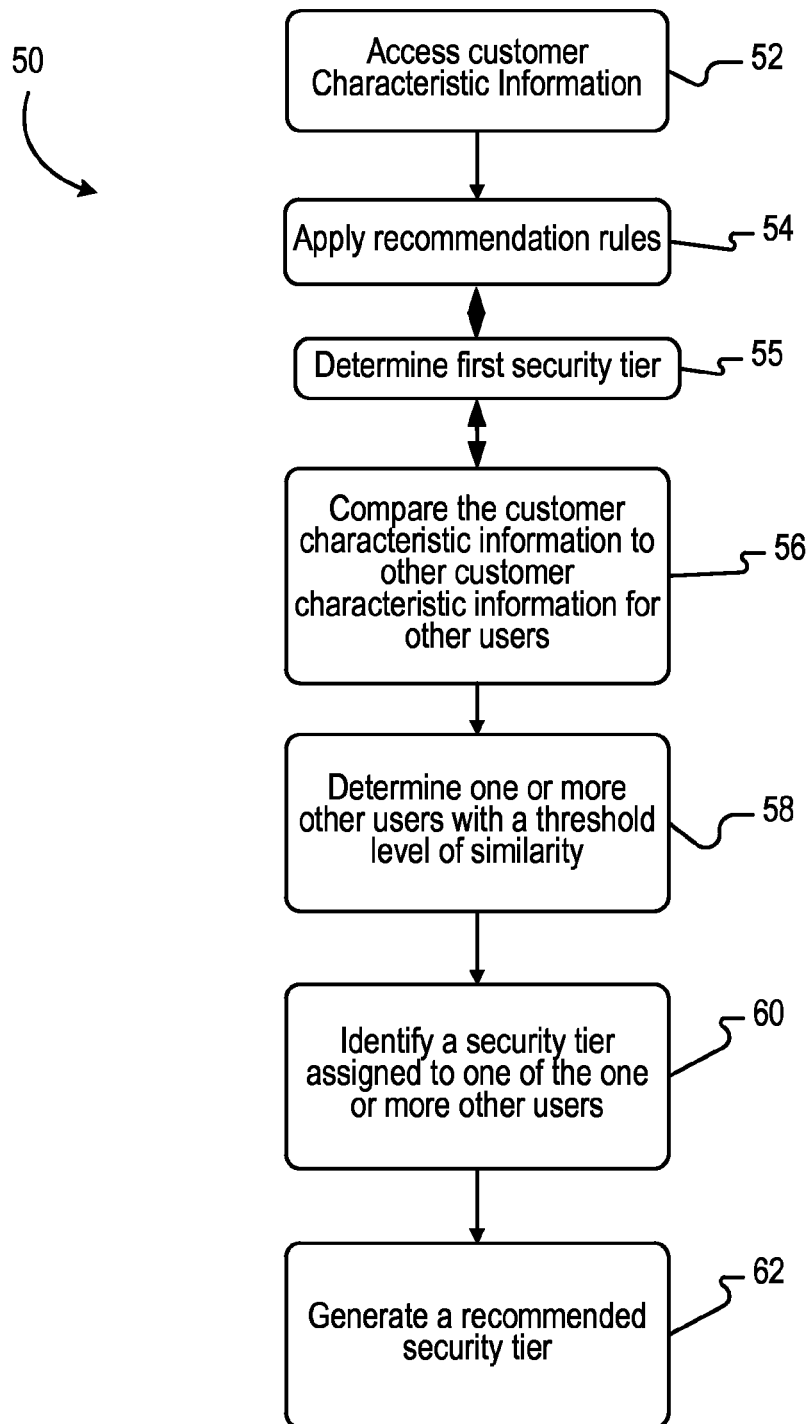 50
Access customer
Characteristic Information
52
Apply recommendation rules
54
Determine first security tier
55
Compare the customer
characteristic information to
other customer
characteristic information for
other users
56
Determine one or more
other users with a threshold
level of similarity
58
Identify a security tier
assigned to one of the one
or more other users
60
Generate a recommended
security tier
62